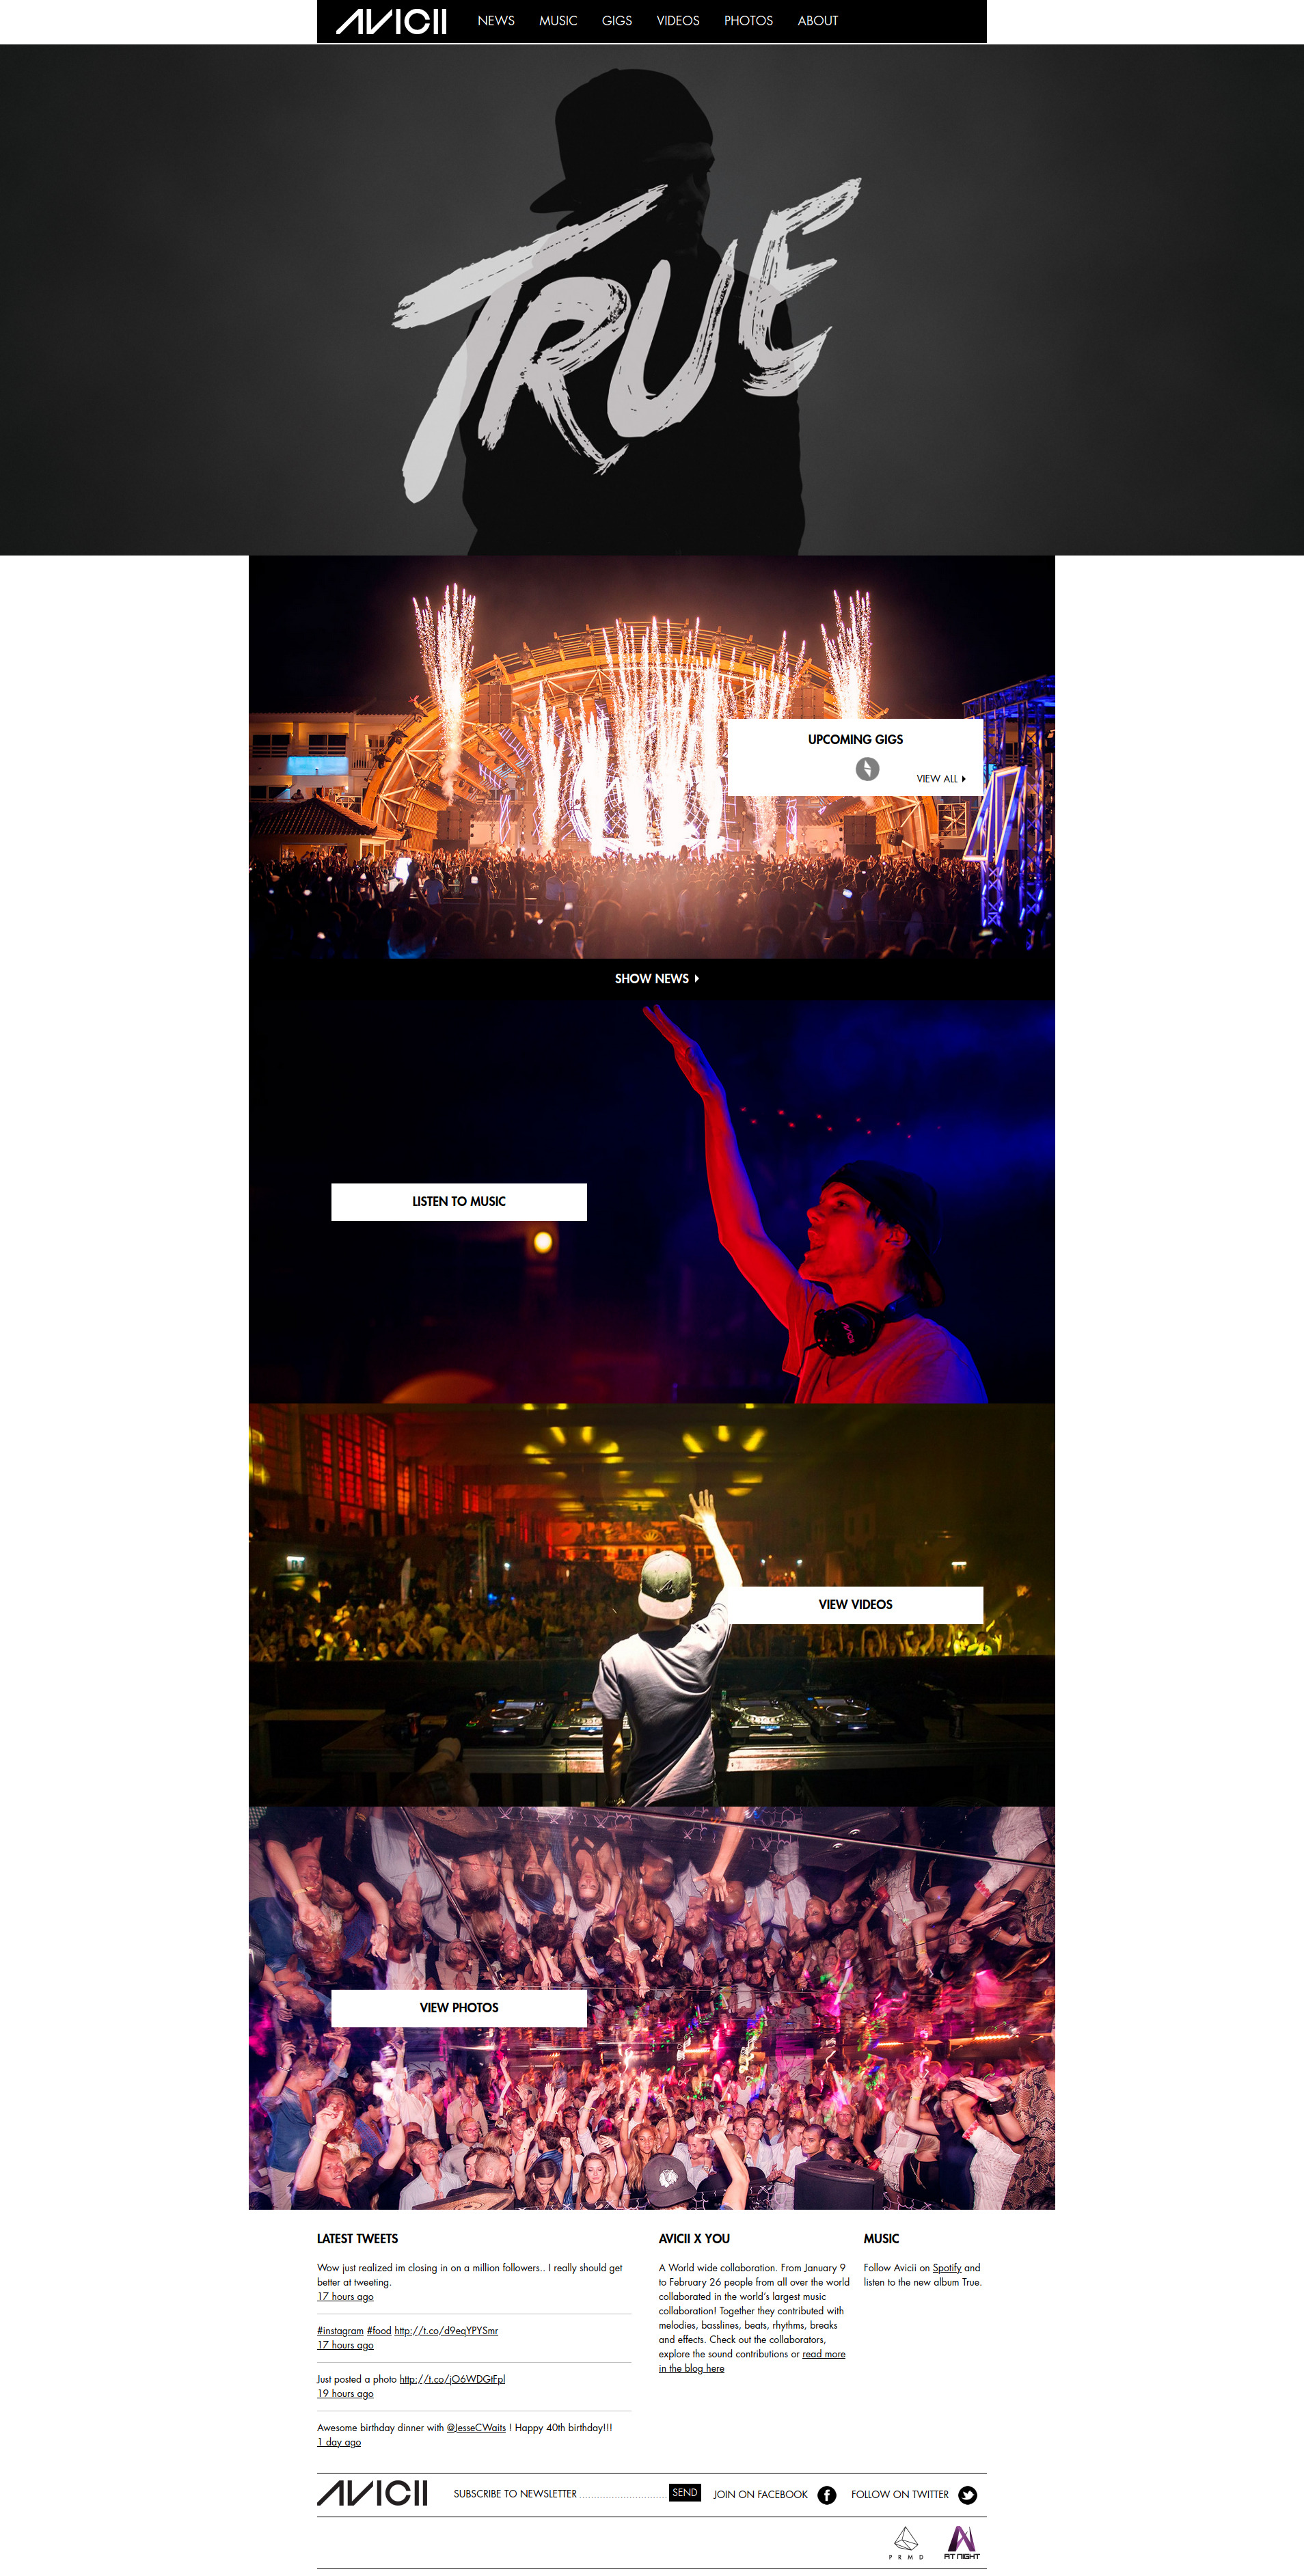 AVICII NEWS MUSIC GIGS VIDEOS PHOTOS ABOUT
TRUE
UPCOMING GIGS
VIEW ALL
SHOW NEWS
LISTEN TO MUSIC
AVICII
VIEW VIDEOS
VIEW PHOTOS
LATEST TWEETS
Wow just realized im closing in on a million followers.. I really should get
better at tweeting.
17 hours ago
#instagram #food http://t.co/d9eqYPYSmr
17 hours ago
Just posted a photo http://t.co/jO6WDGtFpl
19 hours ago
Awesome birthday dinner with @JesseCWaits ! Happy 40th birthday!!!
1 day ago
AVICII X YOU
A World wide collaboration. From January 9
to February 26 people from all over the world
collaborated in the world's largest music
collaboration! Together they contributed with
melodies, basslines, beats, rhythms, breaks
and effects. Check out the collaborators,
explore the sound contributions or read more
in the blog here
MUSIC
Follow Avicii on Spotify and
listen to the new album True.
AVICII SUBSCRIBE TO NEWSLETTER SEND JOIN ON FACEBOOK FOLLOW ON TWITTER
PRMD AT NIGHT